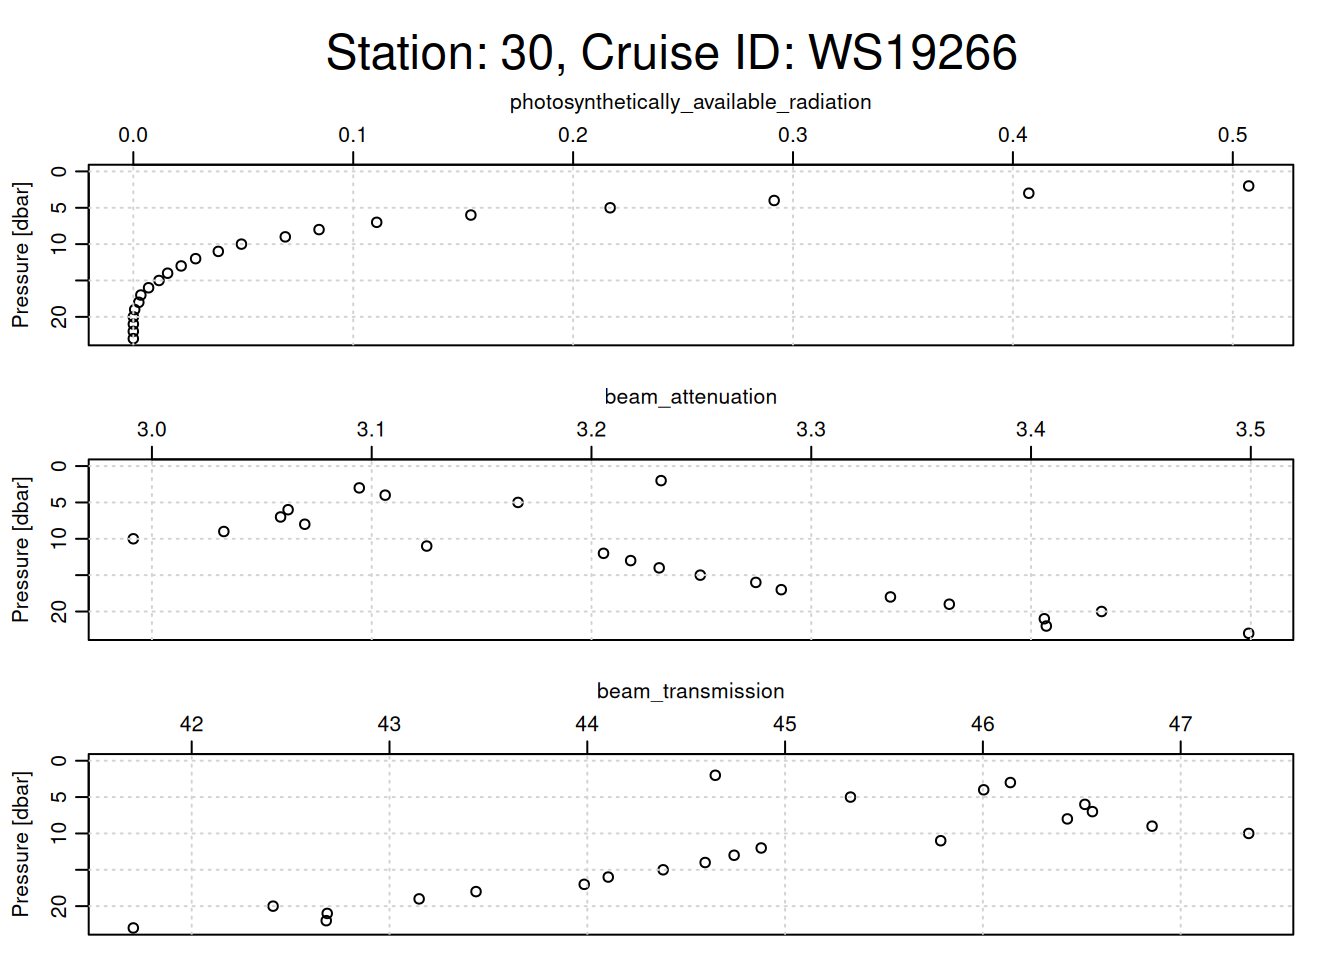 Station: 30, Cruise ID: WS19266
photosynthetically_available_radiation
0.0 0.1 0.2 0.3 0.4 0.5
Pressure [dbar]
0
5
10
20
beam_attenuation
3.0 3.1 3.2 3.3 3.4 3.5
Pressure [dbar]
0
5
10
20
beam_transmission
42 43 44 45 46 47
Pressure [dbar]
0
5
10
20